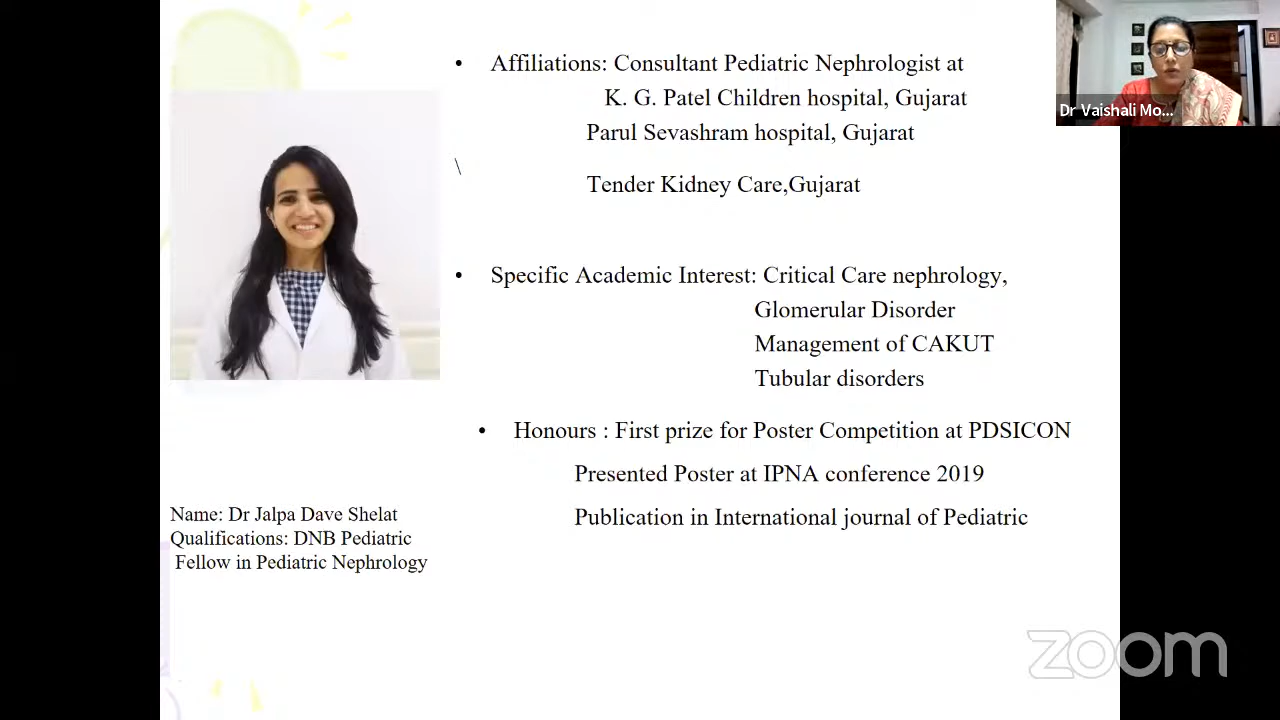 • Affiliations: Consultant Pediatric Nephrologist at
K. G. Patel Children hospital, Gujarat
Parul Sevashram hospital, Gujarat
\
Tender Kidney Care,Gujarat
• Specific Academic Interest: Critical Care nephrology,
Glomerular Disorder
Management of CAKUT
Tubular disorders
• Honours : First prize for Poster Competition at PDSICON
Presented Poster at IPNA conference 2019
Publication in International journal of Pediatric
Name: Dr Jalpa Dave Shelat
Qualifications: DNB Pediatric
Fellow in Pediatric Nephrology
Dr Vaishali Mo...
zoom